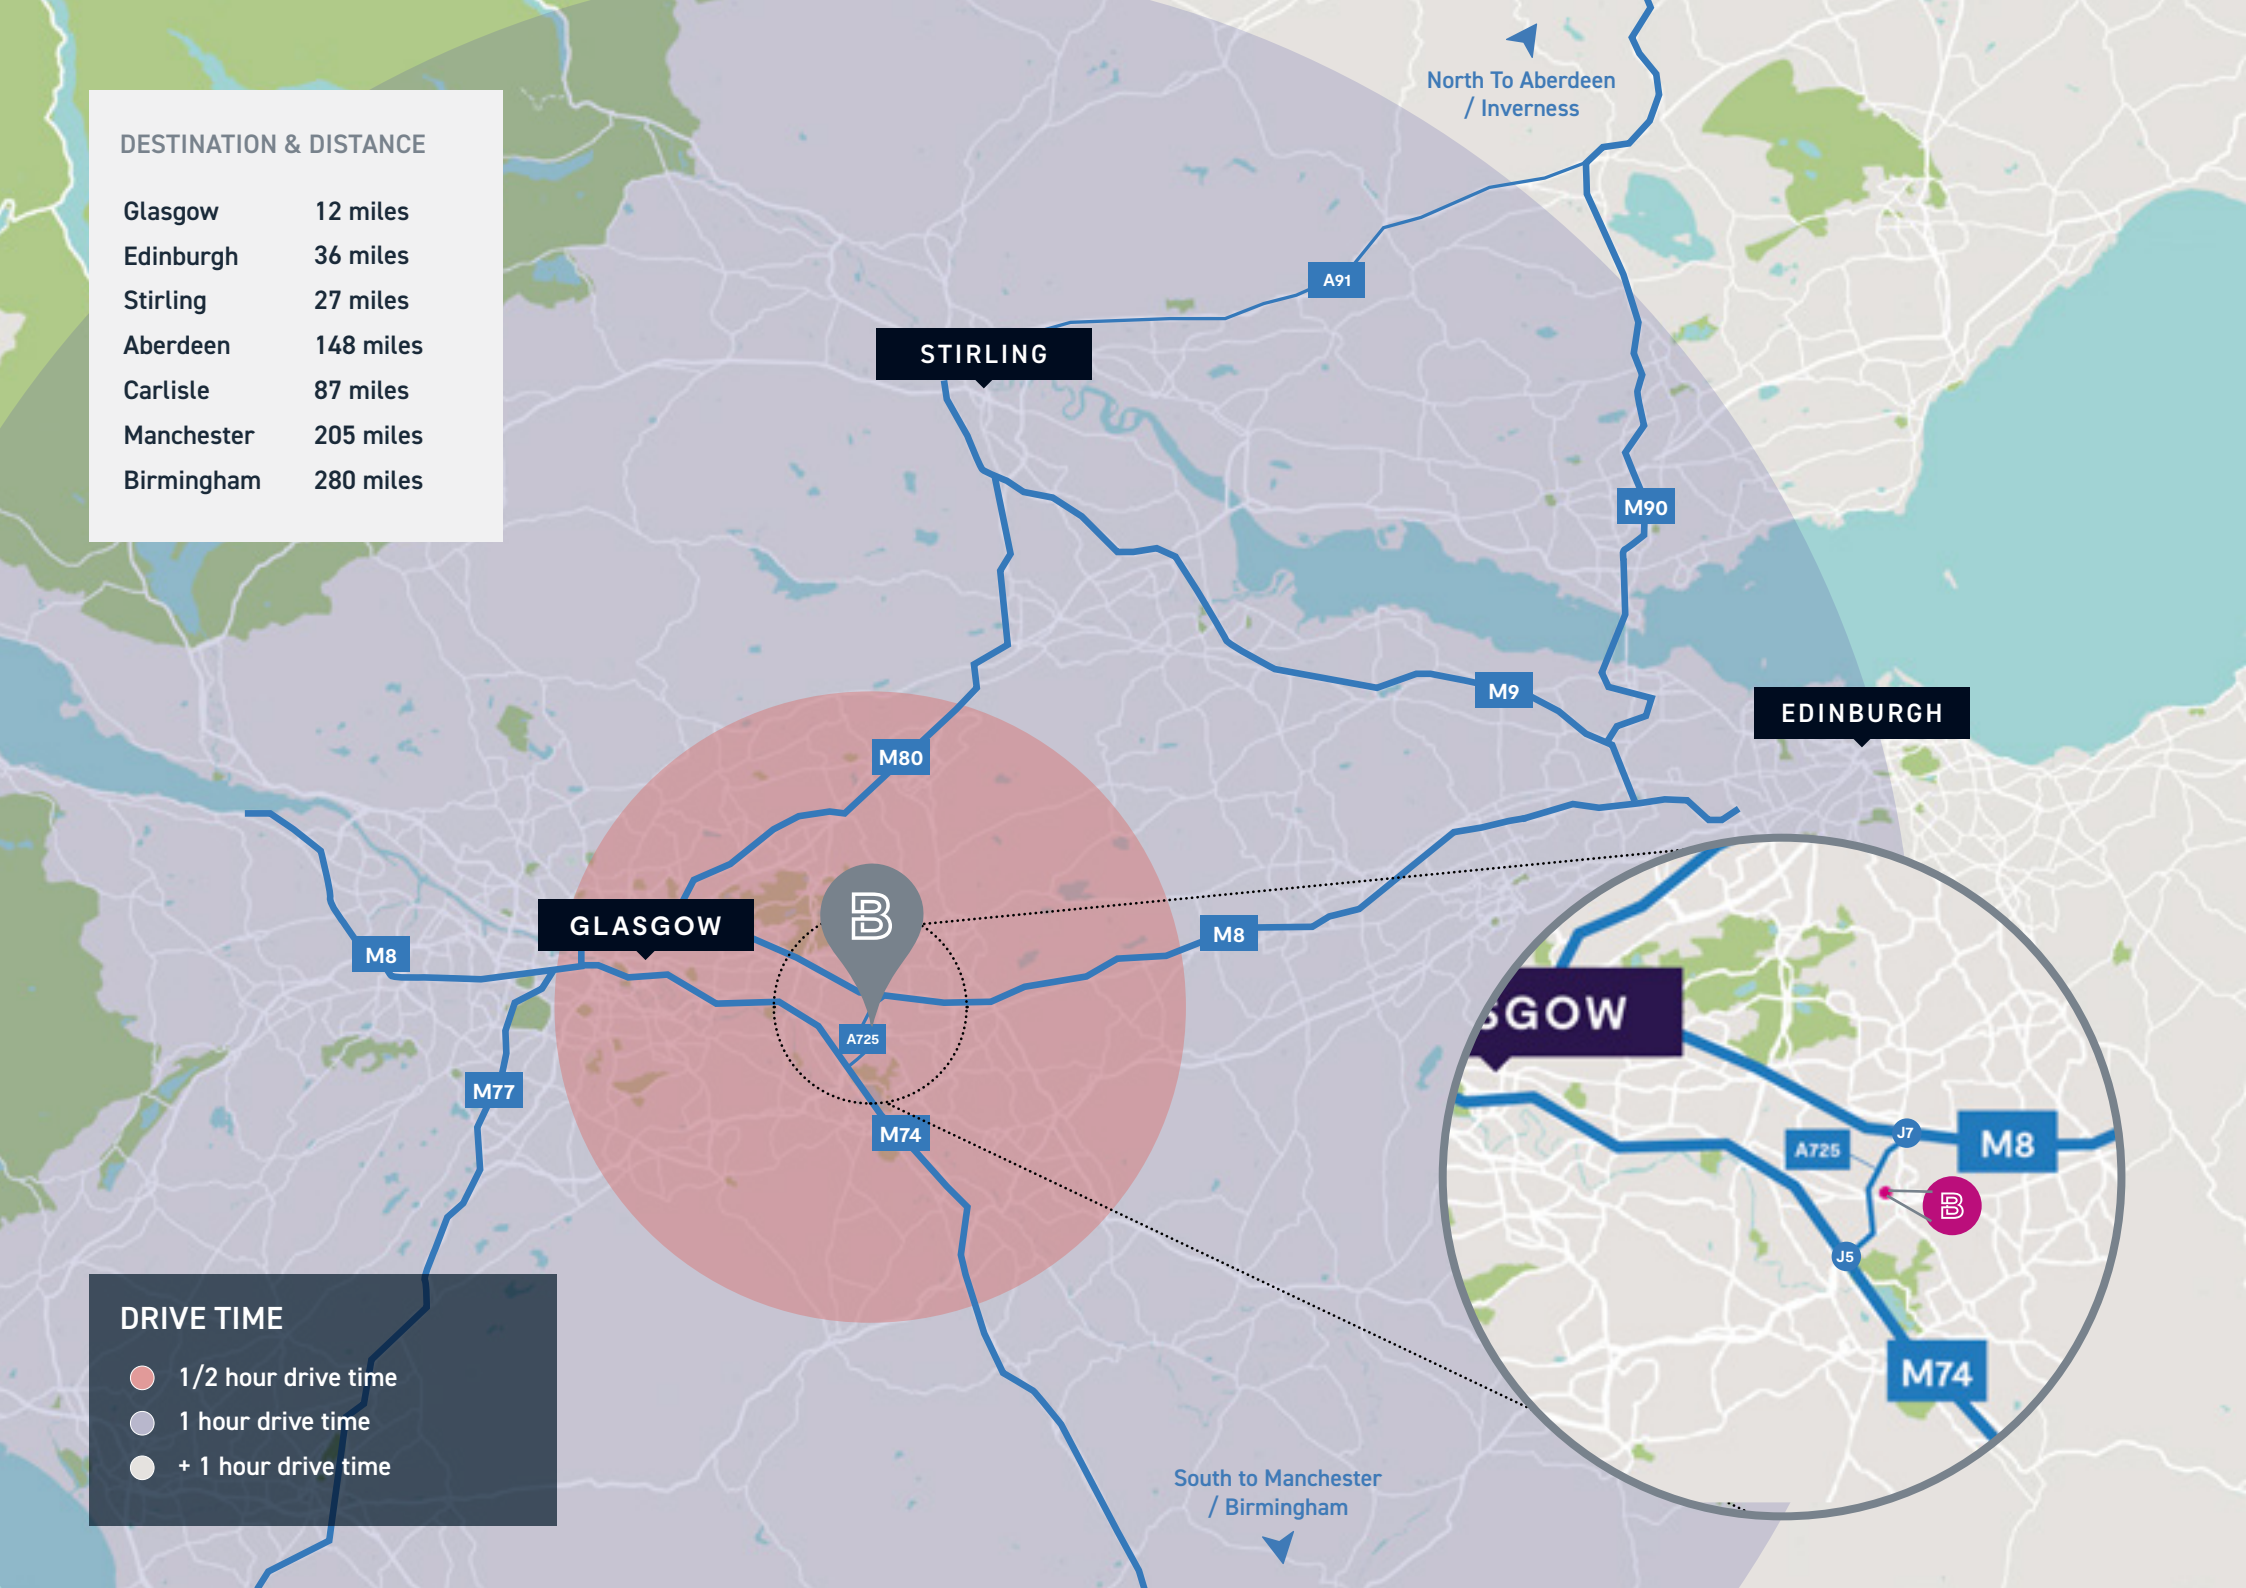 North To Aberdeen
/ Inverness
DESTINATION & DISTANCE
Glasgow 12 miles
Edinburgh 36 miles
Stirling 27 miles
Aberdeen 148 miles
Carlisle 87 miles
Manchester 205 miles
Birmingham 280 miles
A91
STIRLING
M90
M9
EDINBURGH
M80
GLASGOW
B
M8
M8
A725
M77
M74
SGOW
J7
A725
M8
B
J5
M74
DRIVE TIME
1/2 hour drive time
1 hour drive time
+ 1 hour drive time
South to Manchester
/ Birmingham